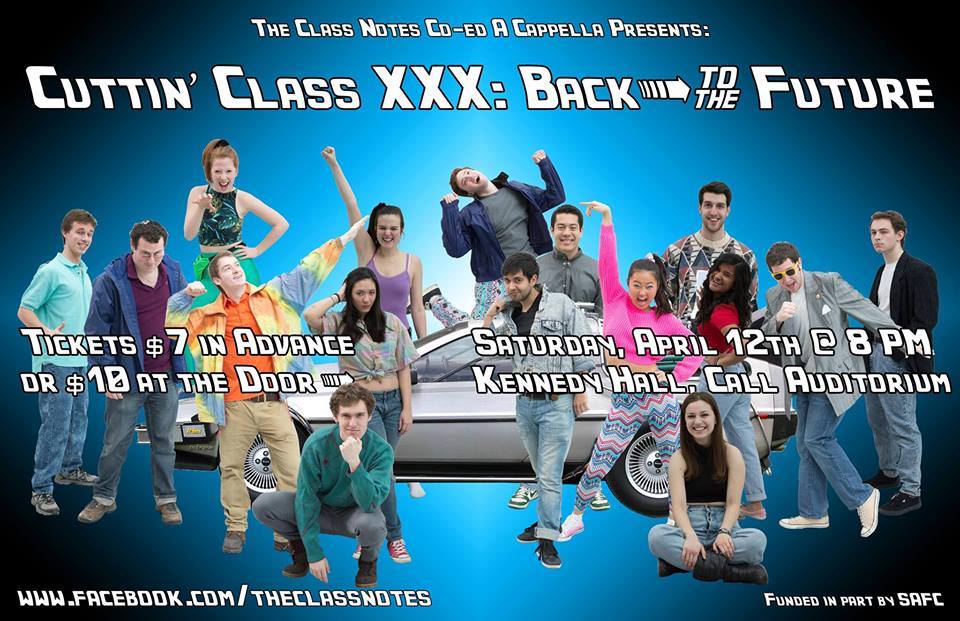 The Class Notes Co-ed A Cappella Presents:
Cuttin' Class XXX: Back to the Future
Tickets $7 in Advance
or $10 at the Door
Saturday, April 12th @ 8 PM
Kennedy Hall, Call Auditorium
www.facebook.com/theclassnotes
Funded in part by SAFC